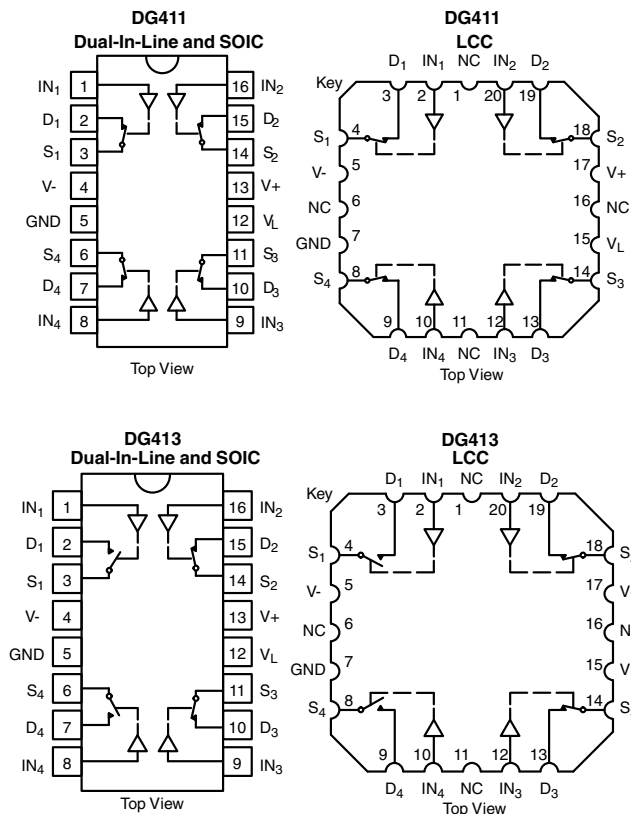 DG411
Dual-In-Line and SOIC
IN1 1 16 IN2
D1 2 15 D2
S1 3 14 S2
V- 4 13 V+
GND 5 12 VL
S4 6 11 S3
D4 7 10 D3
IN4 8 9 IN3
Top View
DG411
LCC
D1 IN1 NC IN2 D2
Key
3 2 1 20 19
S1 4 18 S2
V- 5 17 V+
NC 6 16 NC
GND 7 15 VL
S4 8 14 S3
9 10 11 12 13
D4 IN4 NC IN3 D3
Top View
DG413
Dual-In-Line and SOIC
IN1 1 16 IN2
D1 2 15 D2
S1 3 14 S2
V- 4 13 V+
GND 5 12 VL
S4 6 11 S3
D4 7 10 D3
IN4 8 9 IN3
Top View
DG413
LCC
D1 IN1 NC IN2 D2
Key
3 2 1 20 19
S1 4 18 S
V- 5 17 V
NC 6 16 N
GND 7 15 V
S4 8 14 S
9 10 11 12 13
D4 IN4 NC IN3 D3
Top View